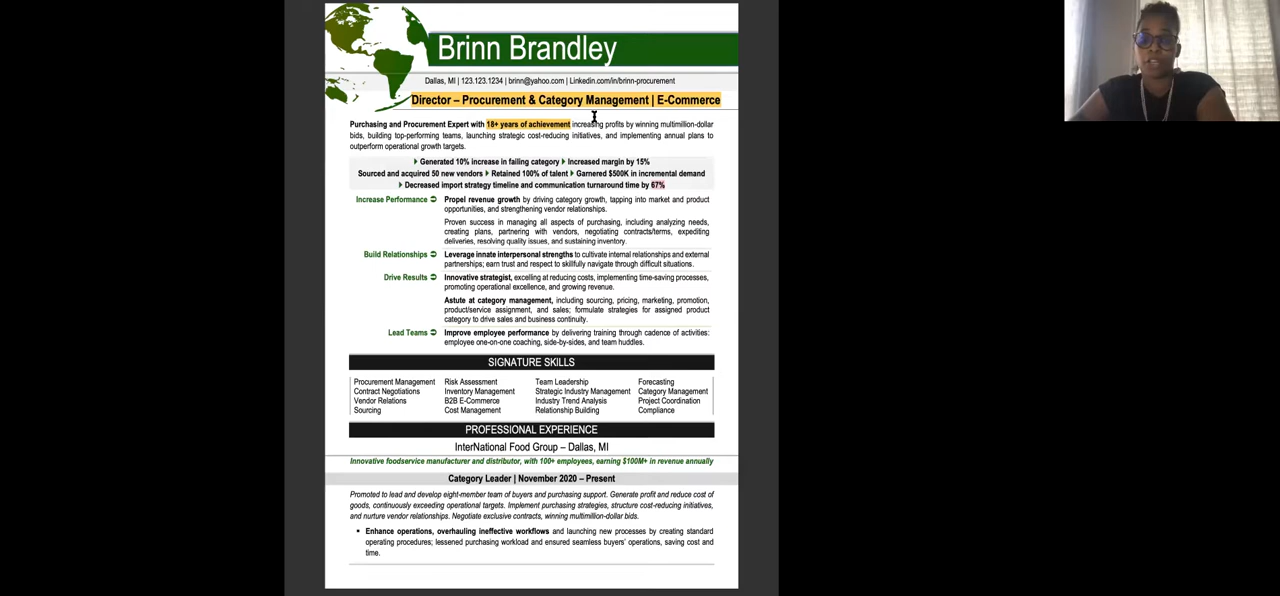 Brinn Brandley
Dallas, MI | 123.123.1234 | brinn@yahoo.com | Linkedin.com/in/brinn-procurement
Director – Procurement & Category Management | E-Commerce
Purchasing and Procurement Expert with 18+ years of achievement increasing profits by winning multimillion-dollar
bids, building top-performing teams, launching strategic cost-reducing initiatives, and implementing annual plans to
outperform operational growth targets.
Generated 10% increase in failing category Increased margin by 15%
Sourced and acquired 50 new vendors Retained 100% of talent Garnered $500K in incremental demand
Decreased import strategy timeline and communication turnaround time by 67%
Increase Performance Propel revenue growth by driving category growth, tapping into market and product
opportunities, and strengthening vendor relationships.
Proven success in managing all aspects of purchasing, including analyzing needs,
creating plans, partnering with vendors, negotiating contracts/terms, expediting
deliveries, resolving quality issues, and sustaining inventory.
Build Relationships Leverage innate interpersonal strengths to cultivate internal relationships and external
partnerships; earn trust and respect to skillfully navigate through difficult situations.
Drive Results Innovative strategist, excelling at reducing costs, implementing time-saving processes,
promoting operational excellence, and growing revenue.
Astute at category management, including sourcing, pricing, marketing, promotion,
product/service assignment, and sales; formulate strategies for assigned product
category to drive sales and business continuity.
Lead Teams Improve employee performance by delivering training through cadence of activities:
employee one-on-one coaching, side-by-sides, and team huddles.
SIGNATURE SKILLS
Procurement Management Risk Assessment Team Leadership Forecasting
Contract Negotiations Inventory Management Strategic Industry Management Category Management
Vendor Relations B2B E-Commerce Industry Trend Analysis Project Coordination
Sourcing Cost Management Relationship Building Compliance
PROFESSIONAL EXPERIENCE
InterNational Food Group – Dallas, MI
Innovative foodservice manufacturer and distributor, with 100+ employees, earning $100M+ in revenue annually
Category Leader | November 2020 – Present
Promoted to lead and develop eight-member team of buyers and purchasing support. Generate profit and reduce cost of
goods, continuously exceeding operational targets. Implement purchasing strategies, structure cost-reducing initiatives,
and nurture vendor relationships. Negotiate exclusive contracts, winning multimillion-dollar bids.
• Enhance operations, overhauling ineffective workflows and launching new processes by creating standard
operating procedures; lessened purchasing workload and ensured seamless buyers' operations, saving cost and
time.